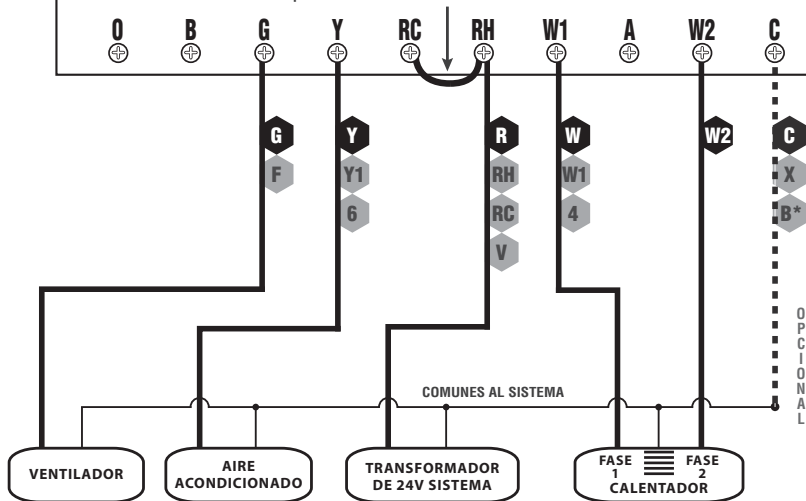 O B G Y RC RH W1 A W2 C
G Y R W W2 C
F Y1 RH W1 X
6 RC 4 B*
V
OPCIONAL
COMUNES AL SISTEMA
VENTILADOR
AIRE
ACONDICIONADO
TRANSFORMADOR
DE 24V SISTEMA
FASE FASE
1 2
CALENTADOR